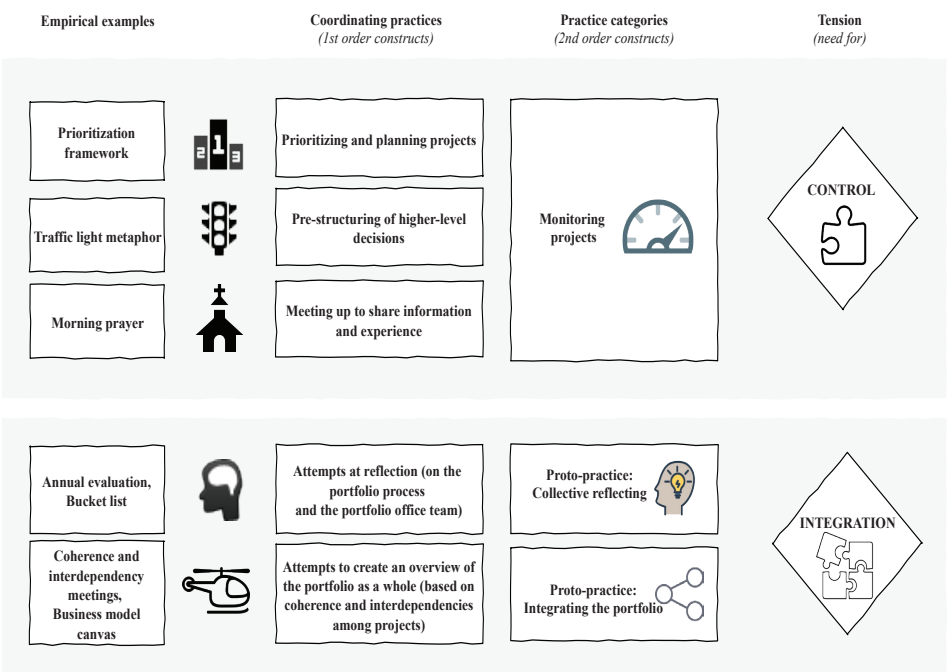 Empirical examples
Coordinating practices
(1st order constructs)
Practice categories
(2nd order constructs)
Tension
(need for)
Prioritization
framework
2 1 3
Prioritizing and planning projects
Traffic light metaphor
Pre-structuring of higher-level
decisions
Morning prayer
Meeting up to share information
and experience
Monitoring
projects
CONTROL
Annual evaluation,
Bucket list
Attempts at reflection (on the
portfolio process
and the portfolio office team)
Proto-practice:
Collective reflecting
Coherence and
interdependency
meetings,
Business model
canvas
Attempts to create an overview of
the portfolio as a whole (based on
coherence and interdependencies
among projects)
Proto-practice:
Integrating the portfolio
INTEGRATION